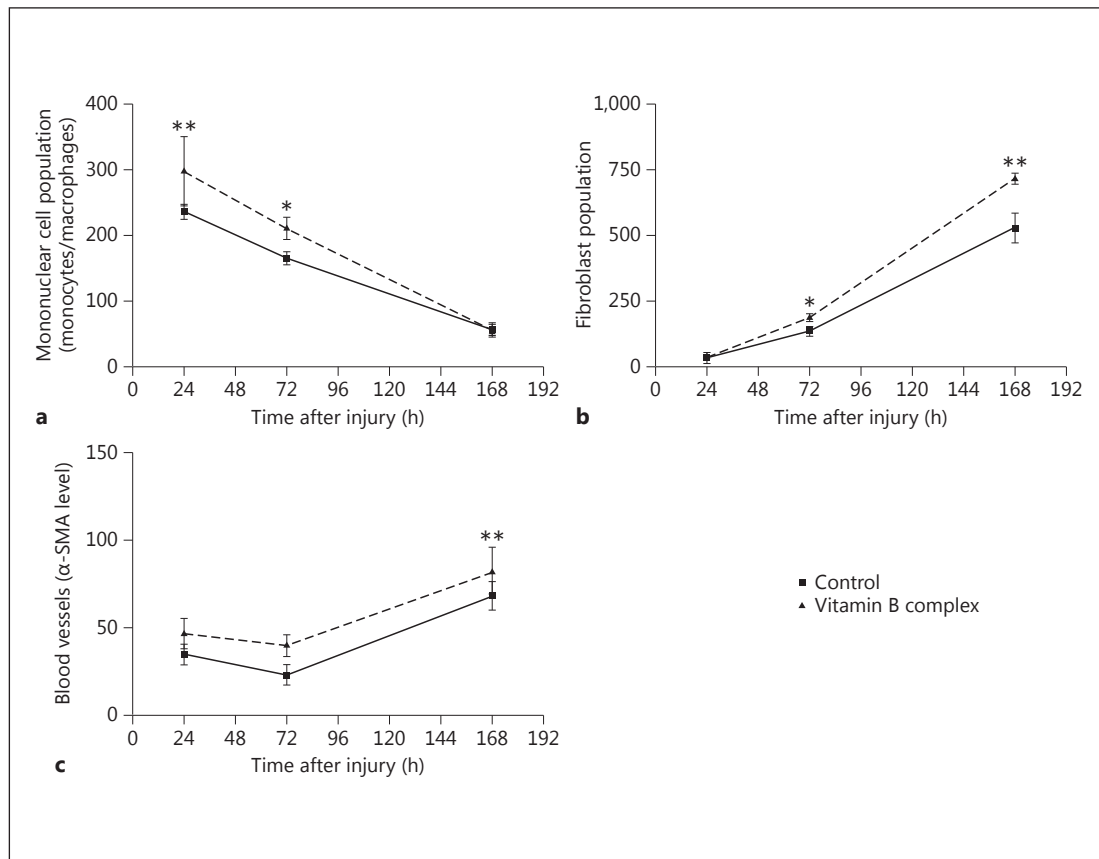 Mononuclear cell population
(monocytes/macrophages)
400
300
200
100
0
**
*
0 24 48 72 96 120 144 168 192
Time after injury (h)
a
Fibroblast population
1,000
750
500
250
0
*
**
0 24 48 72 96 120 144 168 192
Time after injury (h)
b
Blood vessels (α-SMA level)
150
100
50
0
**
0 24 48 72 96 120 144 168 192
Time after injury (h)
c
Control
Vitamin B complex